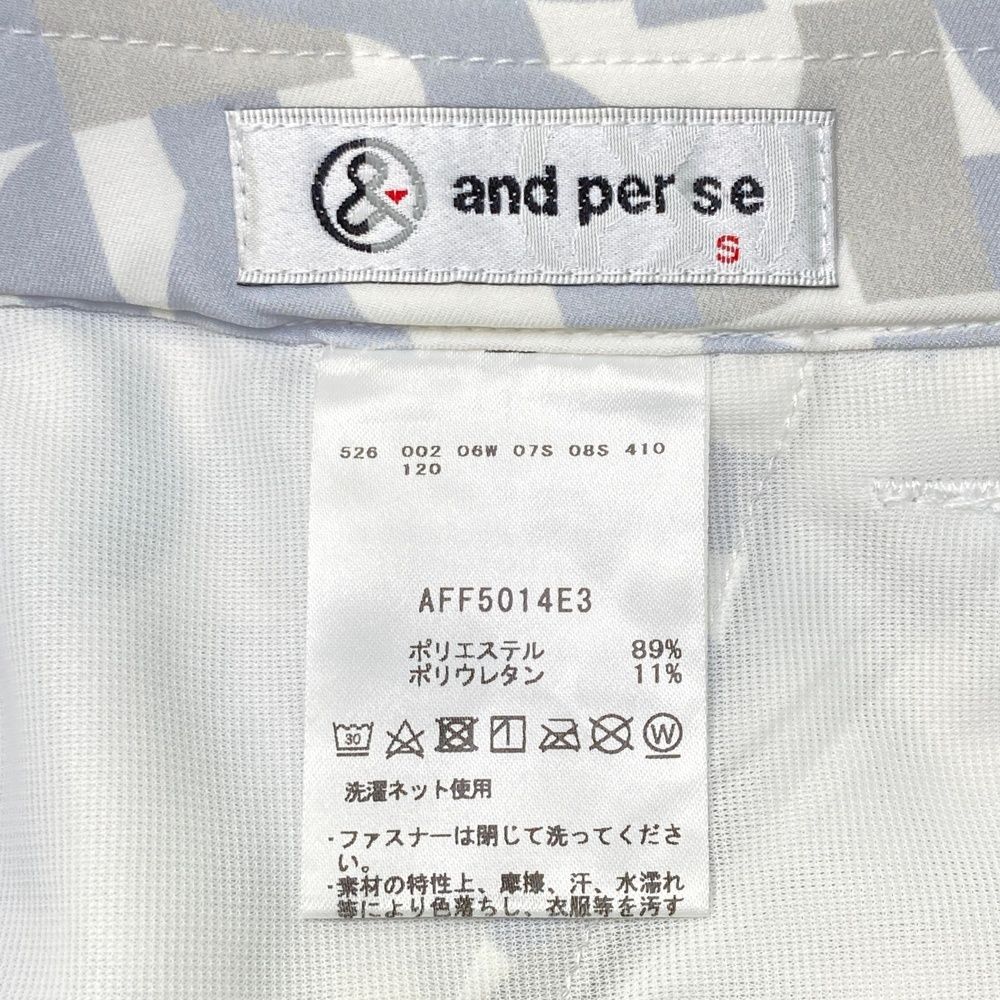 & and per se
S
526 002 06W 07S 08S 410
120
AFF5014E3
ポリエステル 89%
ポリウレタン 11%
30 W
洗濯ネット使用
・ファスナーは閉じて洗ってくださ
い。
・素材の特性上、摩擦、汗、水濡れ
等により色落ちし、衣服等を汚す